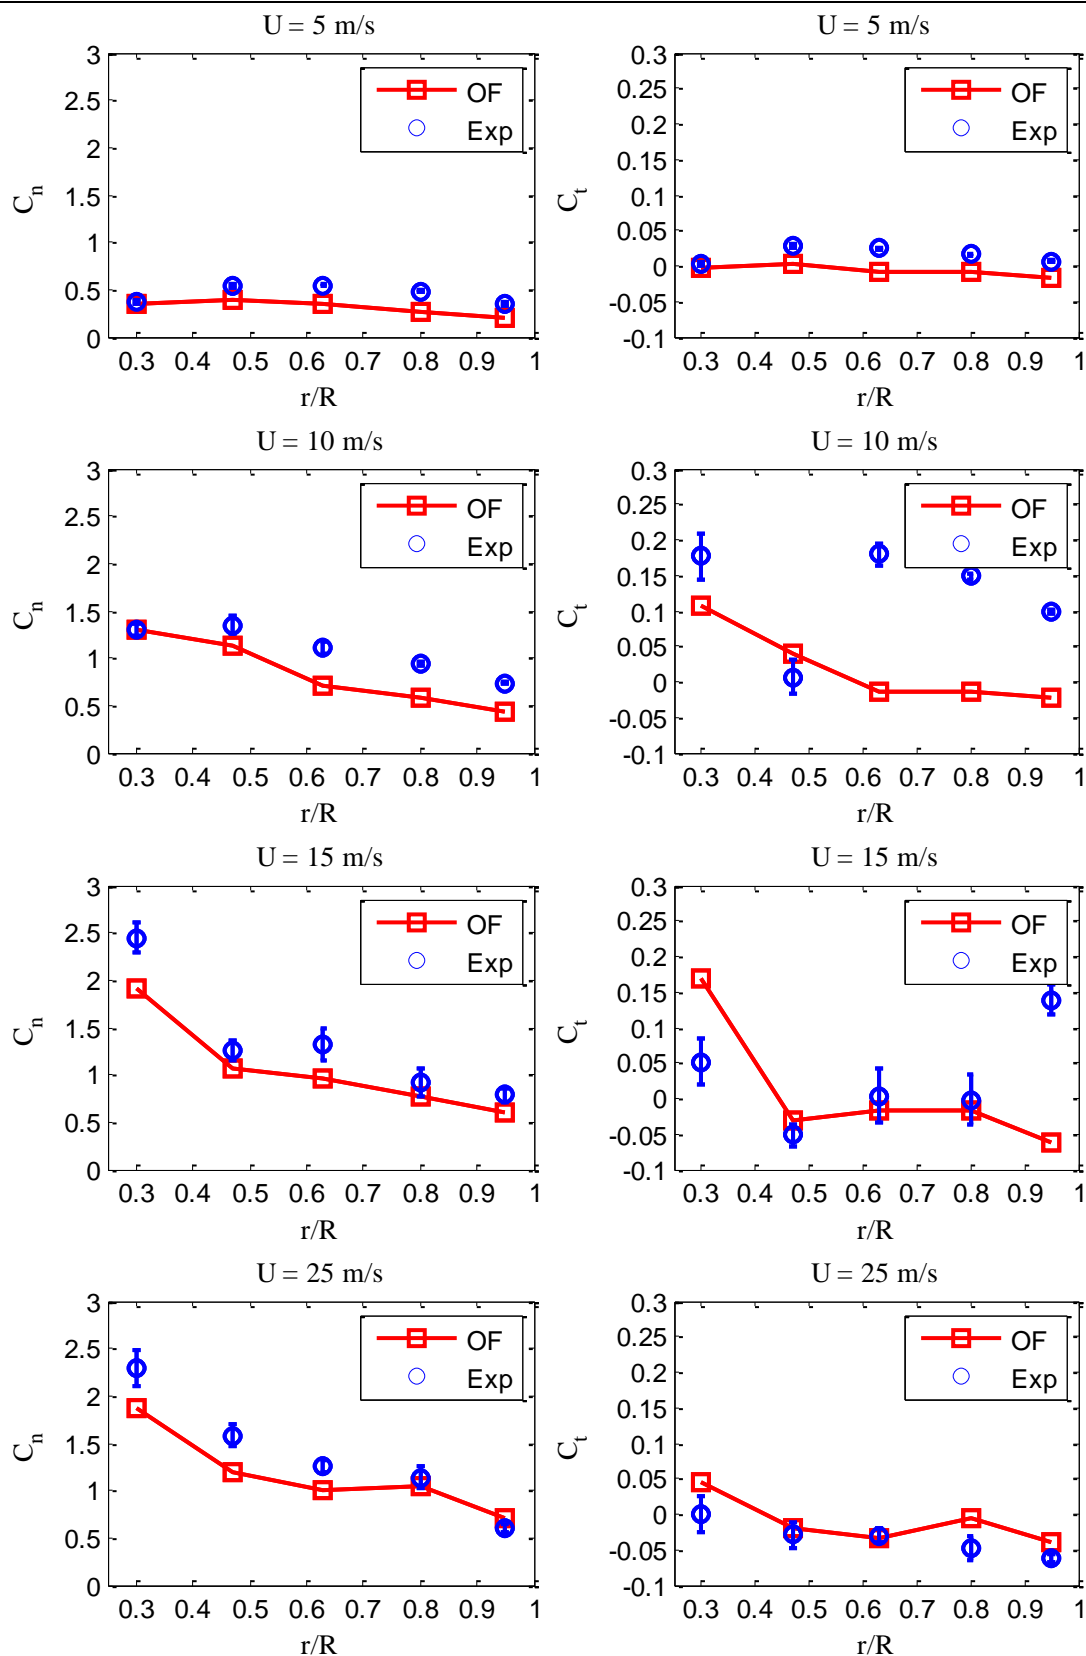 U = 5 m/s
3
2.5
2
1.5
1
0.5
0
C_n
OF
Exp
0.3 0.4 0.5 0.6 0.7 0.8 0.9 1
r/R
U = 5 m/s
0.3
0.25
0.2
0.15
0.1
0.05
0
-0.05
-0.1
C_t
OF
Exp
0.3 0.4 0.5 0.6 0.7 0.8 0.9 1
r/R
U = 10 m/s
3
2.5
2
1.5
1
0.5
0
C_n
OF
Exp
0.3 0.4 0.5 0.6 0.7 0.8 0.9 1
r/R
U = 10 m/s
0.3
0.25
0.2
0.15
0.1
0.05
0
-0.05
-0.1
C_t
OF
Exp
0.3 0.4 0.5 0.6 0.7 0.8 0.9 1
r/R
U = 15 m/s
3
2.5
2
1.5
1
0.5
0
C_n
OF
Exp
0.3 0.4 0.5 0.6 0.7 0.8 0.9 1
r/R
U = 15 m/s
0.3
0.25
0.2
0.15
0.1
0.05
0
-0.05
-0.1
C_t
OF
Exp
0.3 0.4 0.5 0.6 0.7 0.8 0.9 1
r/R
U = 25 m/s
3
2.5
2
1.5
1
0.5
0
C_n
OF
Exp
0.3 0.4 0.5 0.6 0.7 0.8 0.9 1
r/R
U = 25 m/s
0.3
0.25
0.2
0.15
0.1
0.05
0
-0.05
-0.1
C_t
OF
Exp
0.3 0.4 0.5 0.6 0.7 0.8 0.9 1
r/R